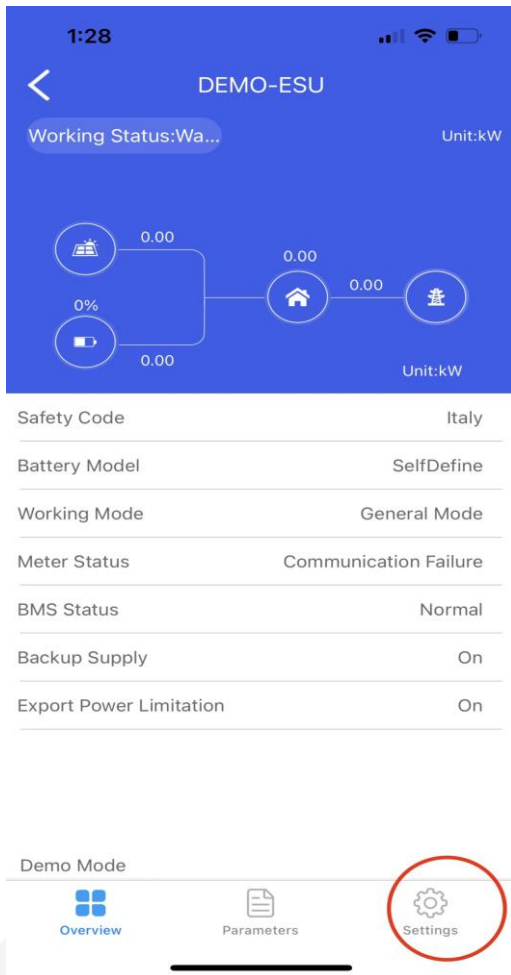 1:28
DEMO-ESU
Working Status:Wa...
Unit:kW
0.00
0.00
0.00
0%
0.00
Unit:kW
Safety Code Italy
Battery Model SelfDefine
Working Mode General Mode
Meter Status Communication Failure
BMS Status Normal
Backup Supply On
Export Power Limitation On
Demo Mode
Overview Parameters Settings